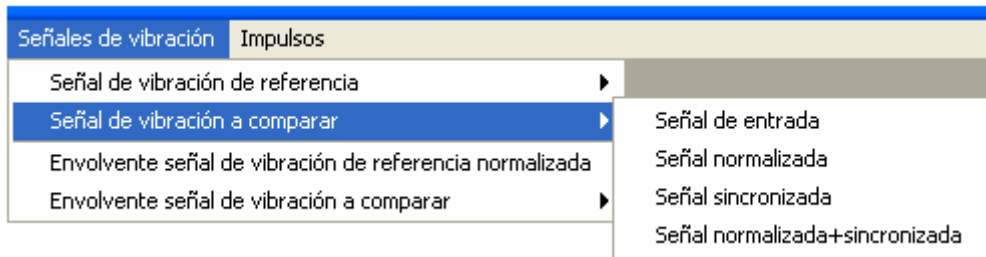 Señales de vibración Impulsos
Señal de vibración de referencia
Señal de vibración a comparar
Envolvente señal de vibración de referencia normalizada
Envolvente señal de vibración a comparar
Señal de entrada
Señal normalizada
Señal sincronizada
Señal normalizada+sincronizada